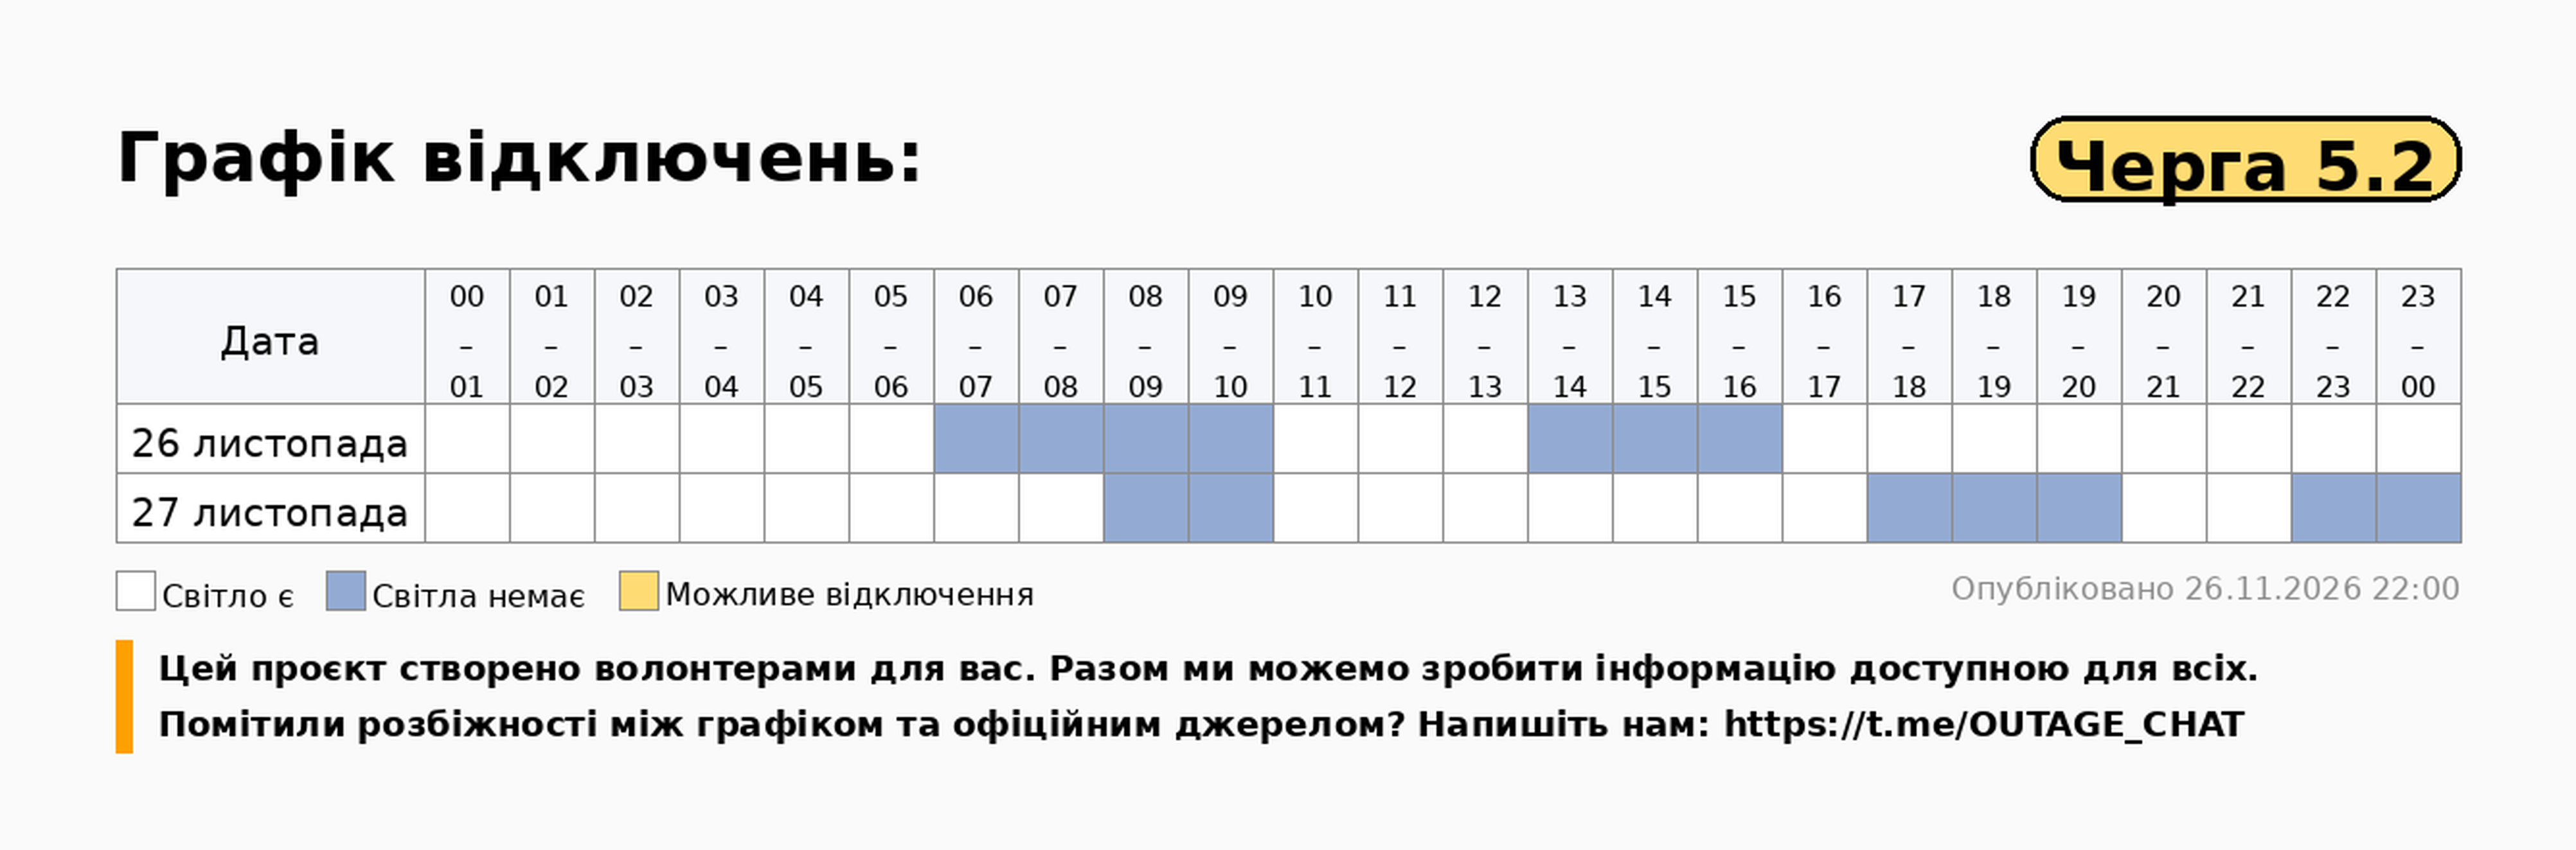 Графік відключень:
Черга 5.2
Дата 00 – 01 01 – 02 02 – 03 03 – 04 04 – 05 05 – 06 06 – 07 07 – 08 08 – 09 09 – 10 10 – 11 11 – 12 12 – 13 13 – 14 14 – 15 15 – 16 16 – 17 17 – 18 18 – 19 19 – 20 20 – 21 21 – 22 22 – 23 23 – 00
26 листопада
27 листопада
Світло є Світла немає Можливе відключення
Опубліковано 26.11.2026 22:00
Цей проєкт створено волонтерами для вас. Разом ми можемо зробити інформацію доступною для всіх.
Помітили розбіжності між графіком та офіційним джерелом? Напишіть нам: https://t.me/OUTAGE_CHAT